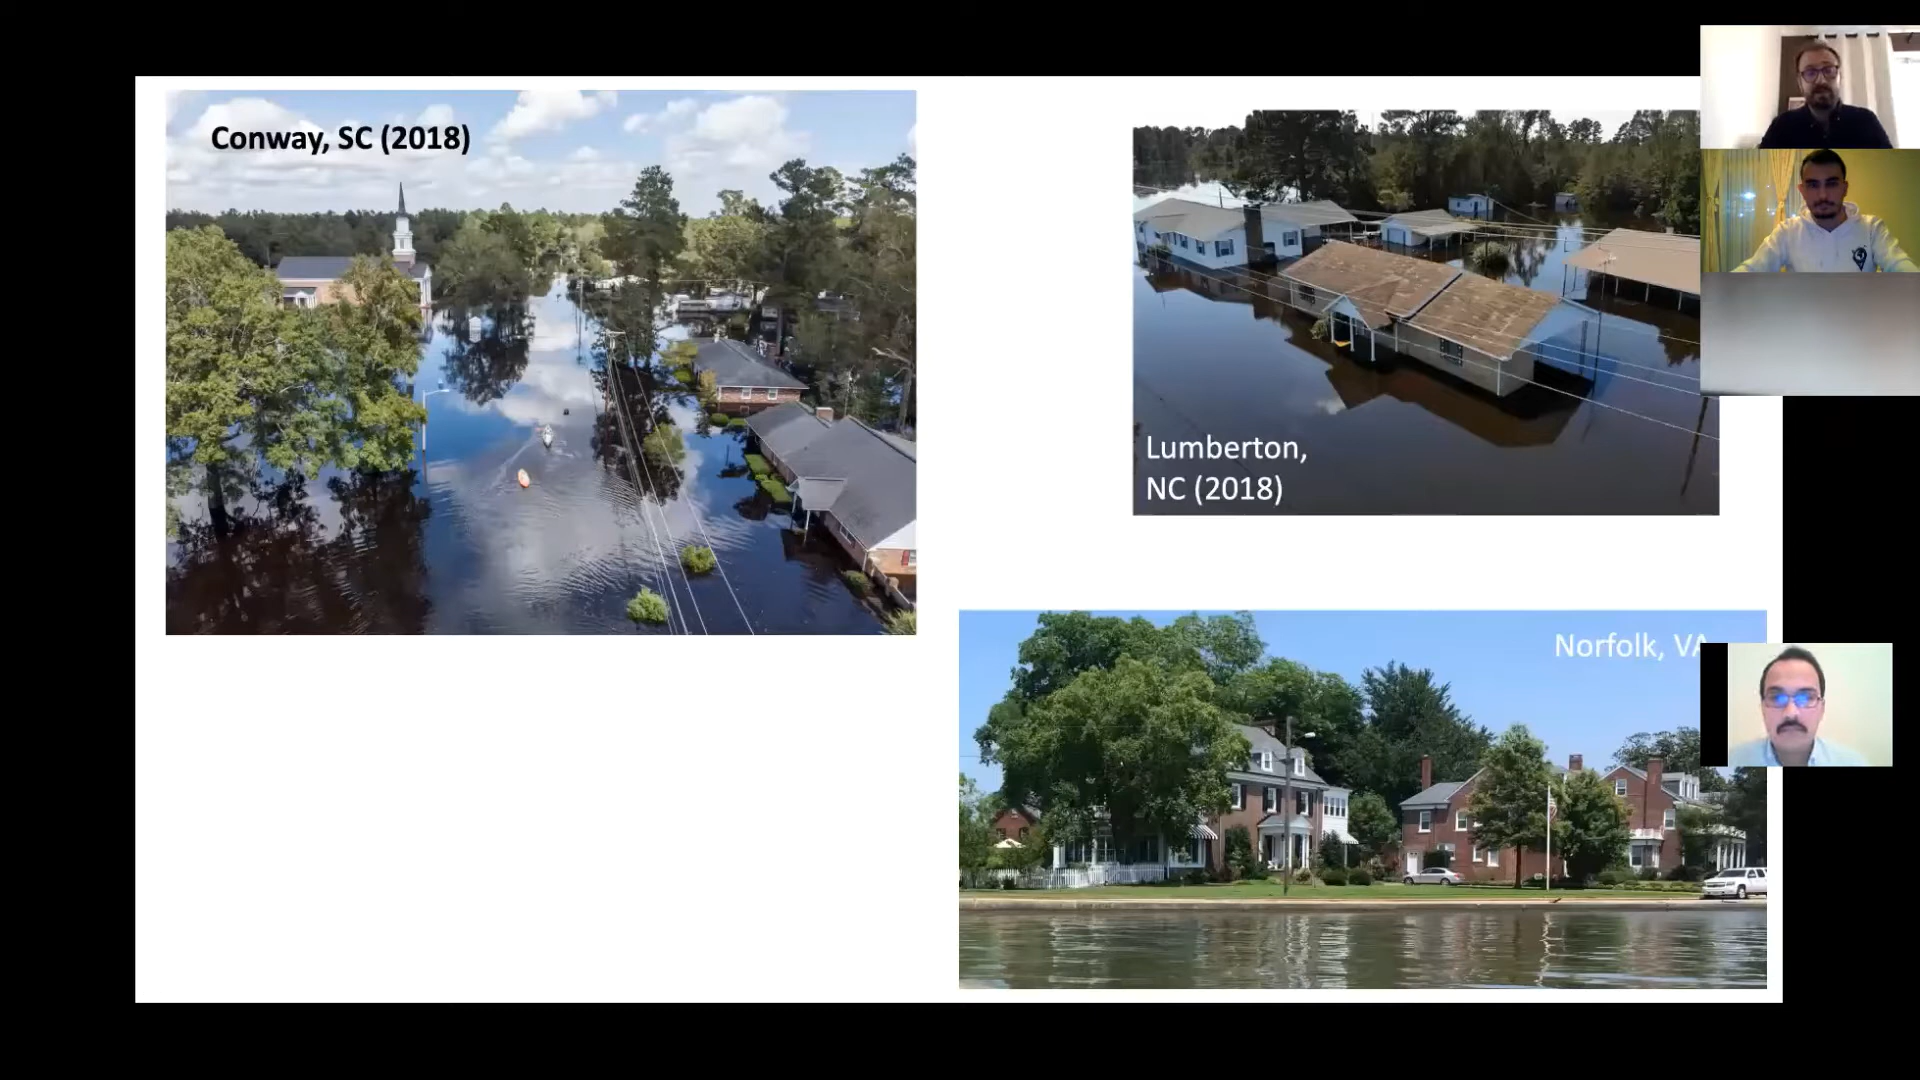 Conway, SC (2018)
Lumberton,
NC (2018)
Norfolk, VA